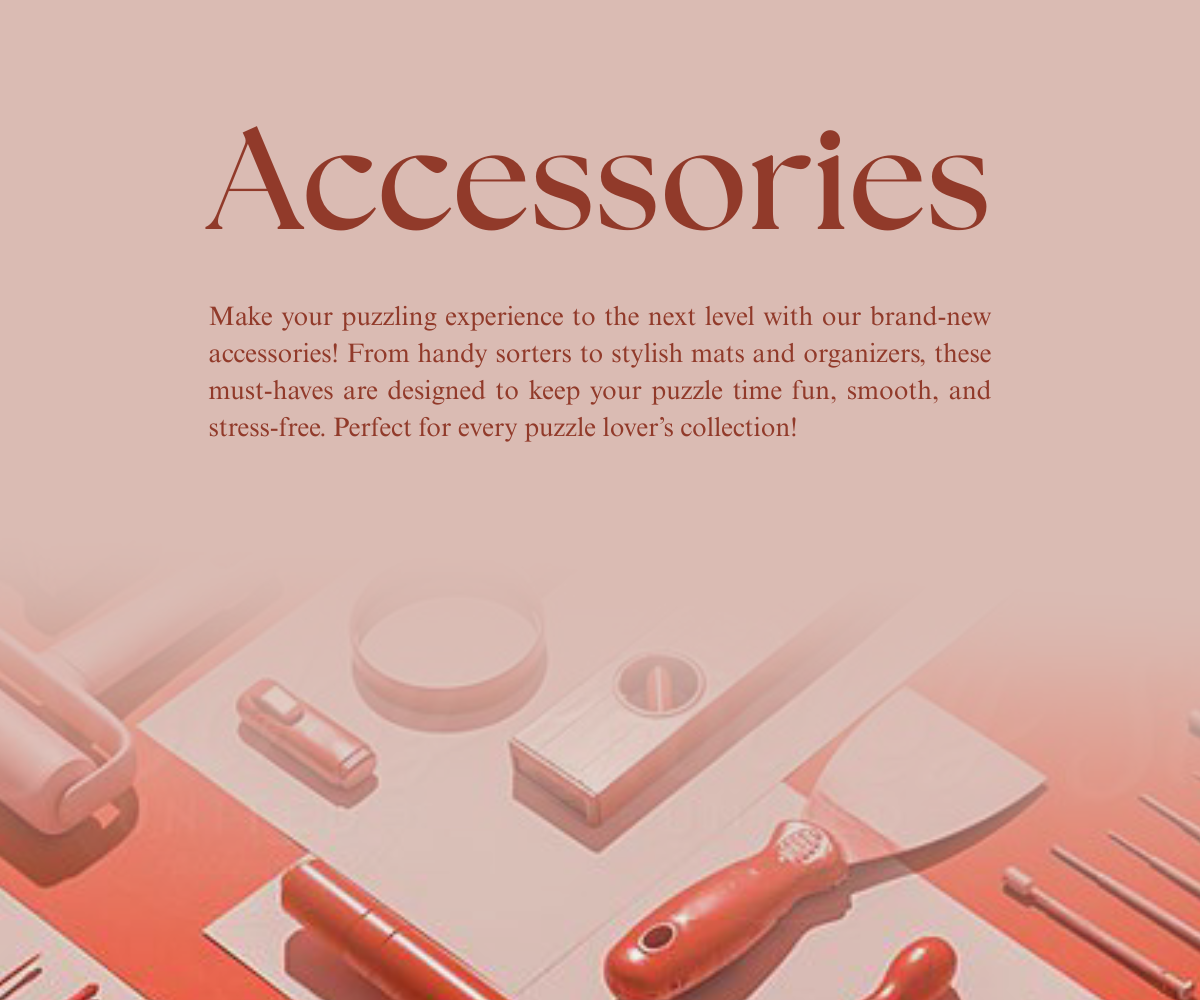 Accessories
Make your puzzling experience to the next level with our brand-new
accessories! From handy sorters to stylish mats and organizers, these
must-haves are designed to keep your puzzle time fun, smooth, and
stress-free. Perfect for every puzzle lover’s collection!